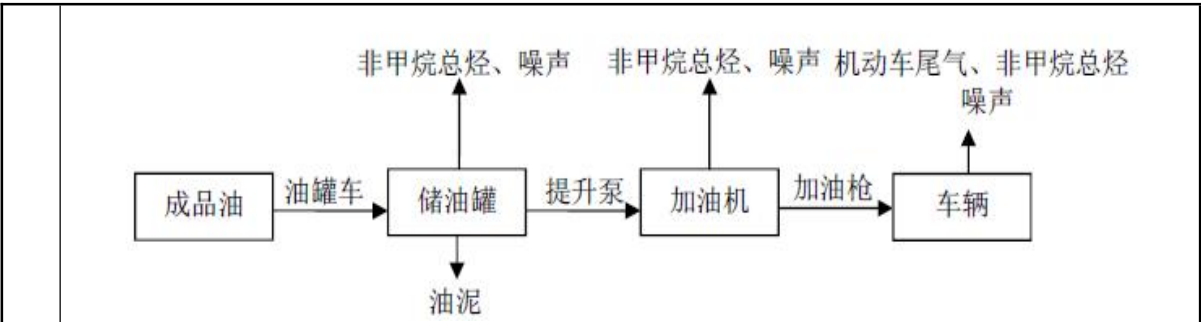 非甲烷总烃、噪声
非甲烷总烃、噪声
机动车尾气、非甲烷总烃
噪声
成品油
油罐车
储油罐
提升泵
加油机
加油枪
车辆
油泥